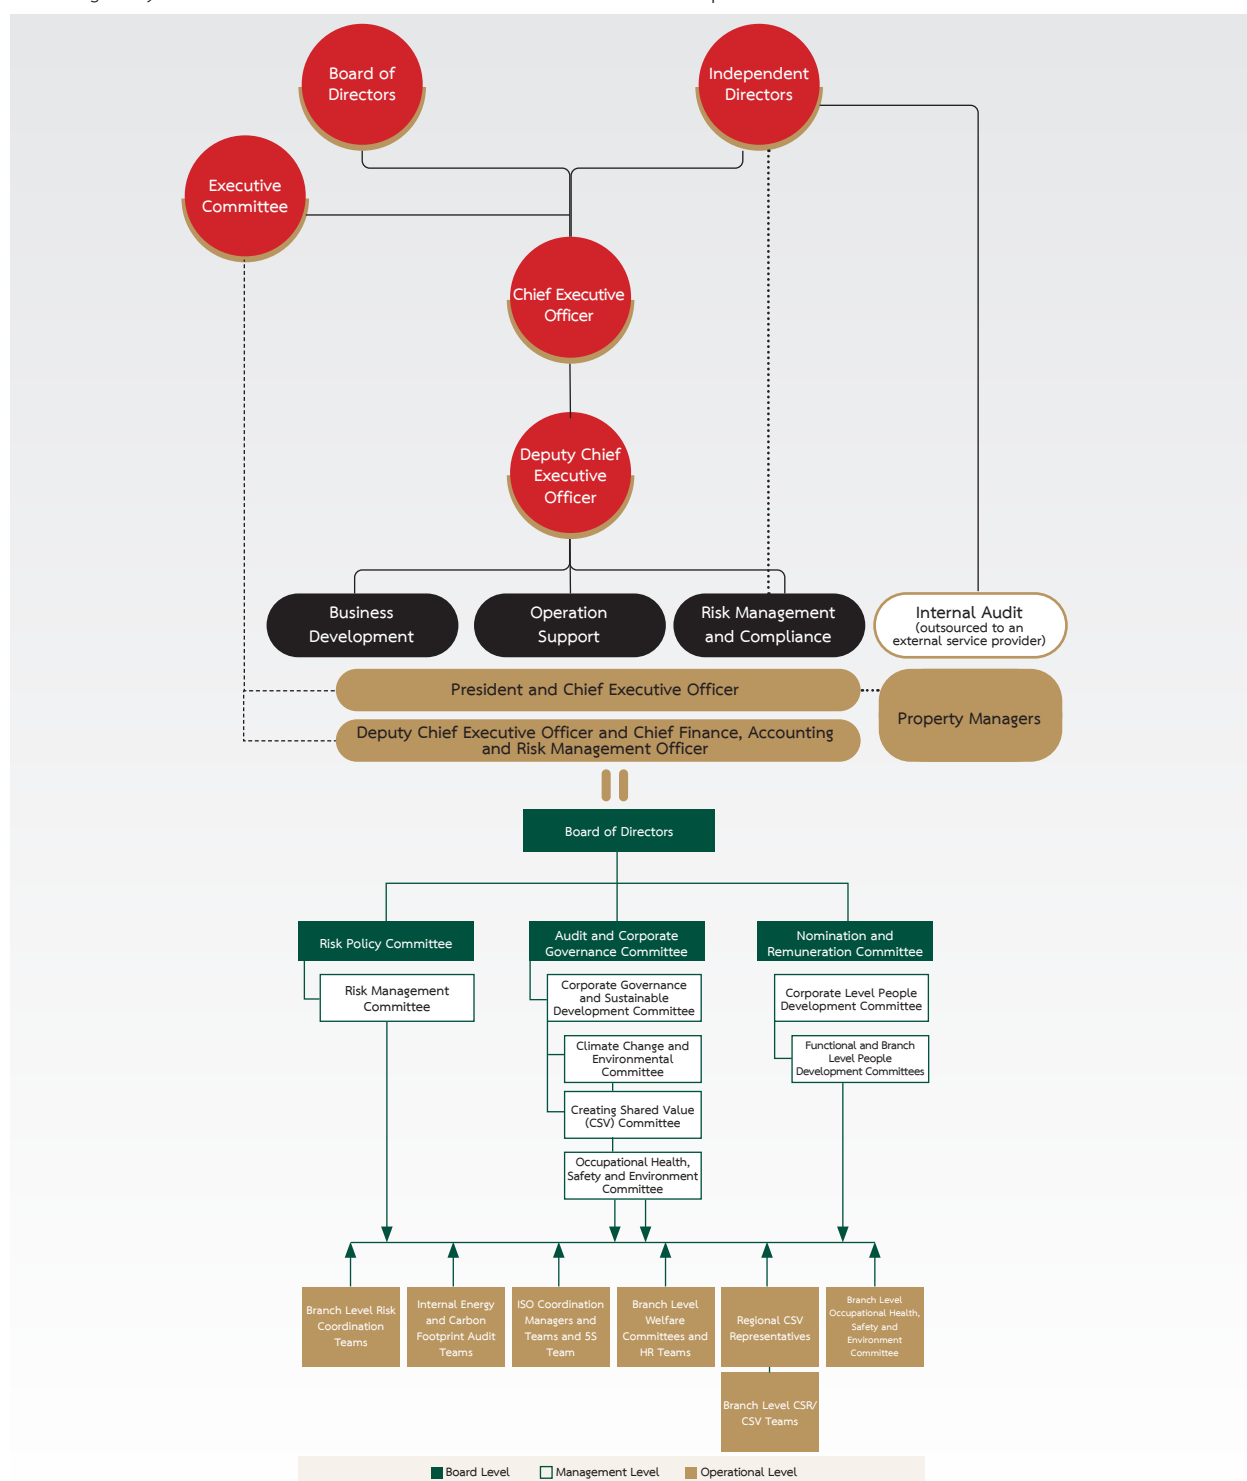 Board of
Directors
Independent
Directors
Executive
Committee
Chief Executive
Officer
Deputy Chief
Executive
Officer
Business
Development
Operation
Support
Risk Management
and Compliance
Internal Audit
(outsourced to an
external service provider)
President and Chief Executive Officer
Property Managers
Deputy Chief Executive Officer and Chief Finance, Accounting
and Risk Management Officer
Board of Directors
Risk Policy Committee
Audit and Corporate
Governance Committee
Nomination and
Remuneration Committee
Risk Management
Committee
Corporate Governance
and Sustainable
Development Committee
Corporate Level People
Development Committee
Climate Change and
Environmental
Committee
Functional and Branch
Level People
Development Committees
Creating Shared Value
(CSV) Committee
Occupational Health,
Safety and Environment
Committee
Branch Level Risk
Coordination
Teams
Internal Energy
and Carbon
Footprint Audit
Teams
ISO Coordination
Managers and
Teams and 5S
Team
Branch Level
Welfare
Committees and
HR Teams
Regional CSV
Representatives
Branch Level
Occupational Health,
Safety and
Environment
Committee
Branch Level CSR/
CSV Teams
Board Level
Management Level
Operational Level